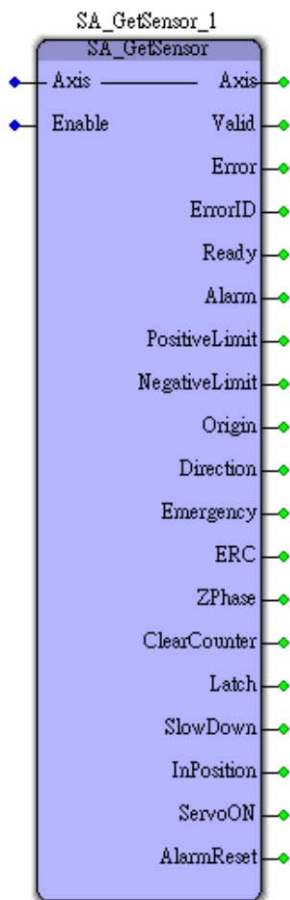 SA_GetSensor_1
SA_GetSensor
Axis Axis
Enable Valid
Error
ErrorID
Ready
Alarm
PositiveLimit
NegativeLimit
Origin
Direction
Emergency
ERC
ZPhase
ClearCounter
Latch
SlowDown
InPosition
ServoON
AlarmReset